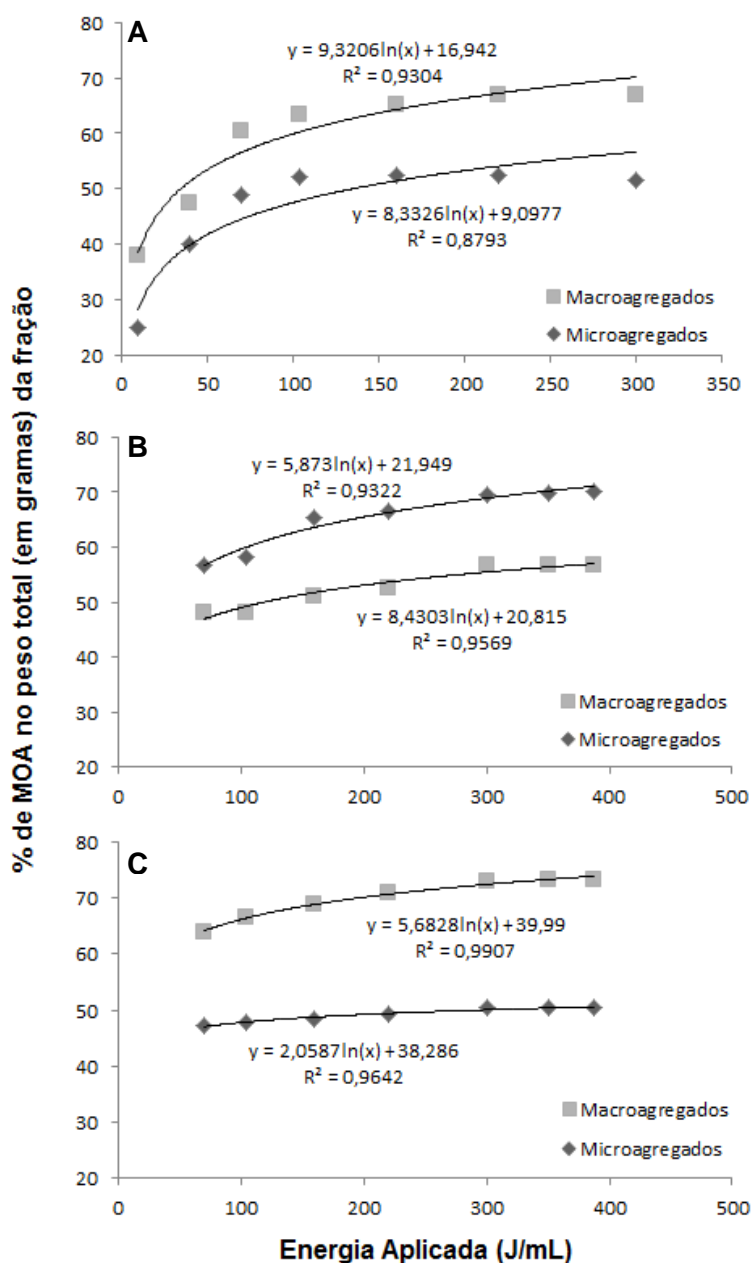 % de MOA no peso total (em gramas) da fração
A
80
70
60
50
40
30
20
y = 9,3206ln(x) + 16,942
R² = 0,9304
y = 8,3326ln(x) + 9,0977
R² = 0,8793
Macroagregados
Microagregados
0 50 100 150 200 250 300 350
B
80
70
60
50
40
30
20
y = 5,873ln(x) + 21,949
R² = 0,9322
y = 8,4303ln(x) + 20,815
R² = 0,9569
Macroagregados
Microagregados
0 100 200 300 400 500
C
80
70
60
50
40
30
20
y = 5,6828ln(x) + 39,99
R² = 0,9907
y = 2,0587ln(x) + 38,286
R² = 0,9642
Macroagregados
Microagregados
0 100 200 300 400 500
Energia Aplicada (J/mL)